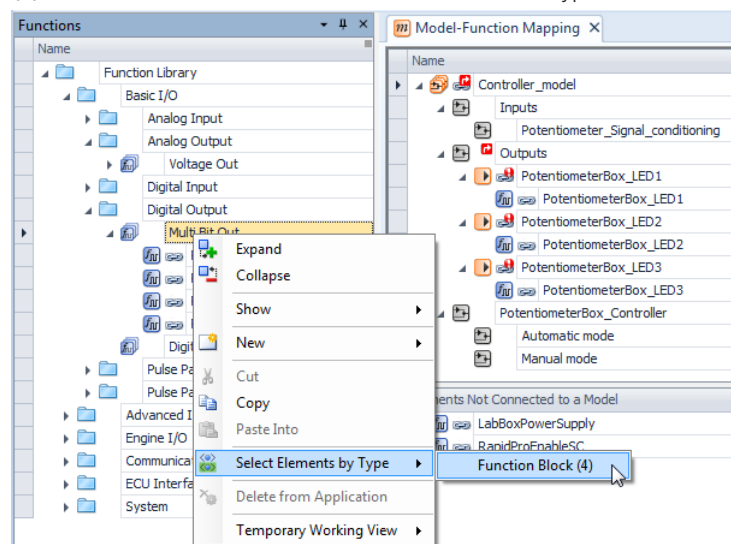 Functions
Name
Function Library
Basic I/O
Analog Input
Analog Output
Voltage Out
Digital Input
Digital Output
Multi Bit Out
Digit
Pulse Pa
Pulse Pa
Advanced I
Engine I/O
Communicat
ECU Interfa
System
Expand
Collapse
Show
New
Cut
Copy
Paste Into
Select Elements by Type
Delete from Application
Temporary Working View
Function Block (4)
Model-Function Mapping
Name
Controller_model
Inputs
Potentiometer_Signal_conditioning
Outputs
PotentiometerBox_LED1
PotentiometerBox_LED1
PotentiometerBox_LED2
PotentiometerBox_LED2
PotentiometerBox_LED3
PotentiometerBox_LED3
PotentiometerBox_Controller
Automatic mode
Manual mode
ents Not Connected to a Model
LabBoxPowerSupply
RapidProEnableSC